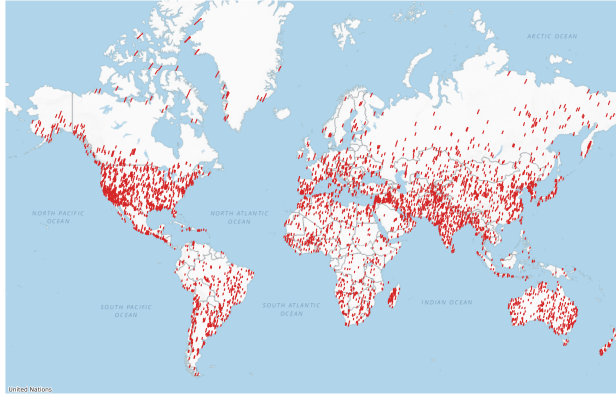 ARCTIC OCEAN
NORTH PACIFIC
OCEAN
NORTH ATLANTIC
OCEAN
SOUTH PACIFIC
OCEAN
SOUTH ATLANTIC
OCEAN
INDIAN OCEAN
United Nations